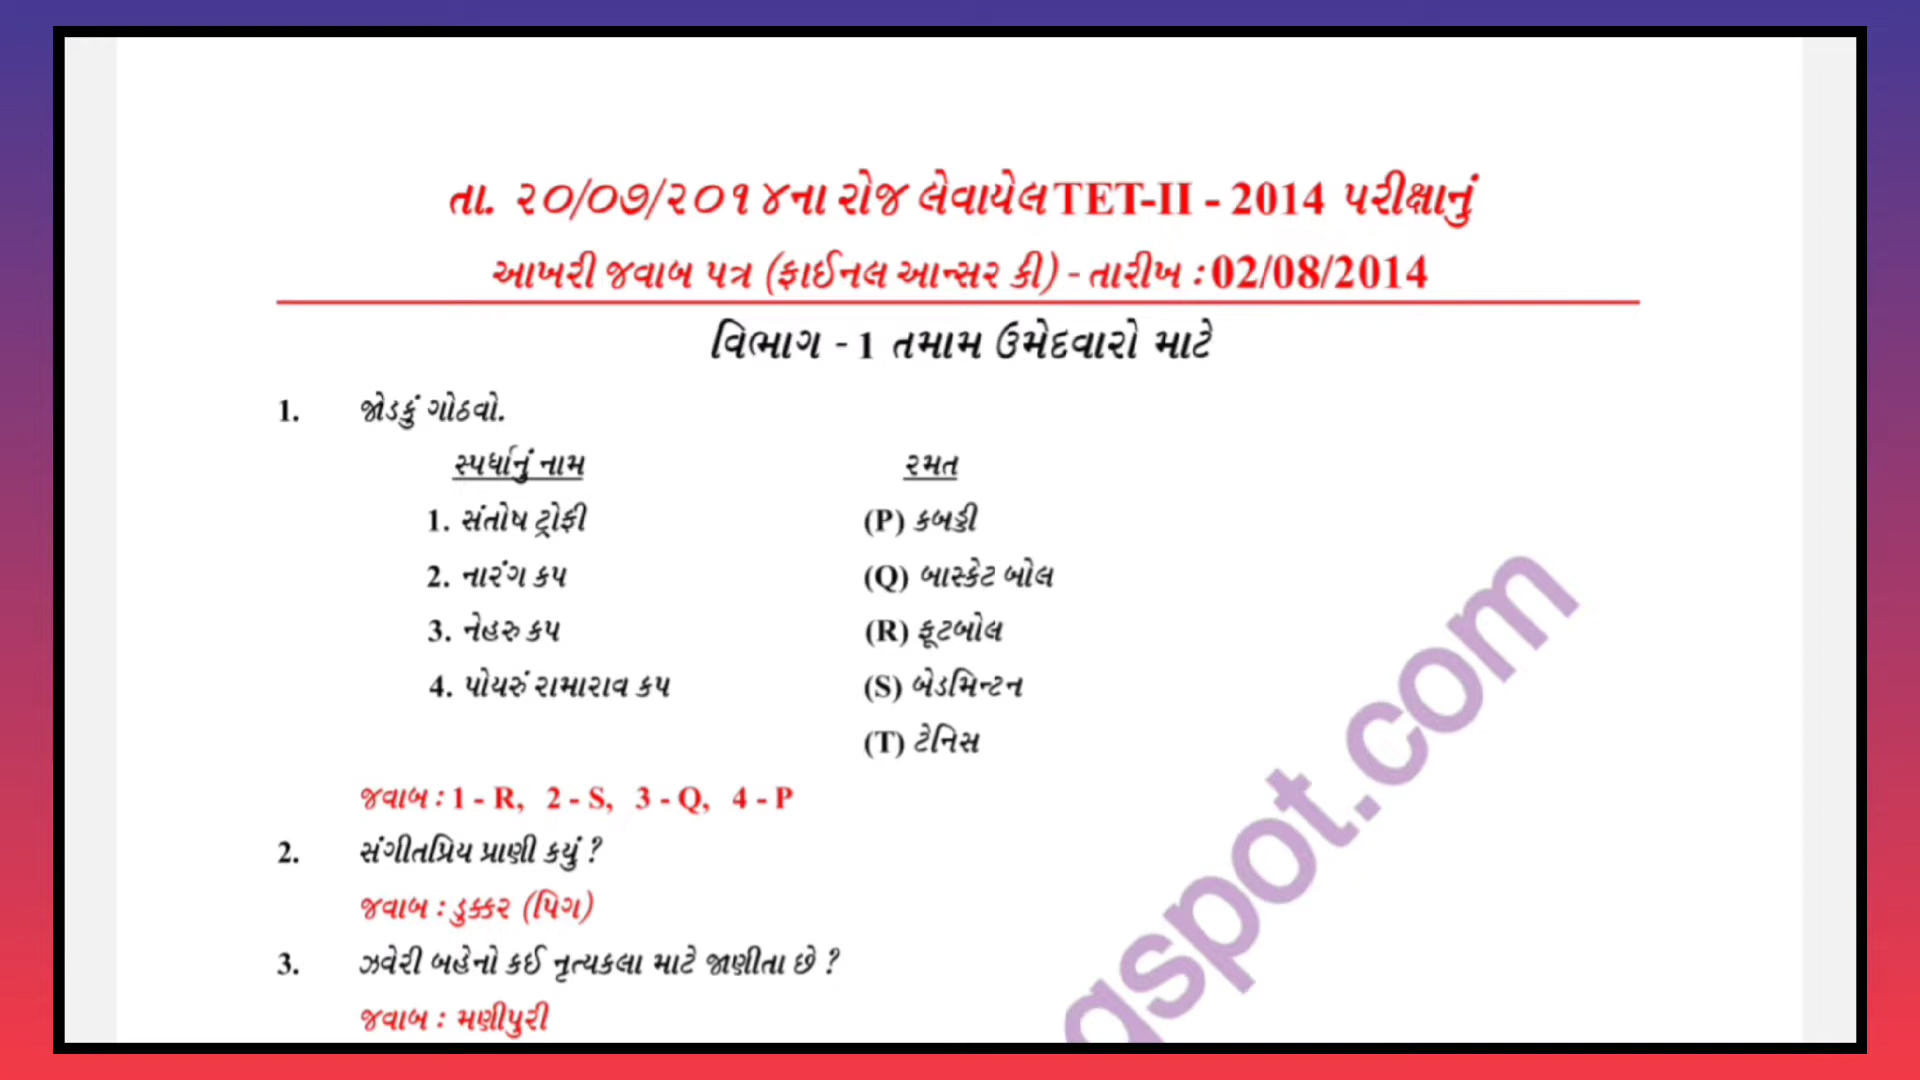 તા. ૨૦/૦૭/૨૦૧૪ના રોજ લેવાયેલ TET-II - 2014 પરીક્ષાનું
આખરી જવાબ પત્ર (ફાઈનલ આન્સર કી) - તારીખ : 02/08/2014
વિભાગ - 1 તમામ ઉમેદવારો માટે
1. જોડકું ગોઠવો.
સ્પર્ધાનું નામ રમત
1. સંતોષ ટ્રોફી (P) કબડ્ડી
2. નારંગ કપ (Q) બાસ્કેટ બોલ
3. નેહરુ કપ (R) ફૂટબોલ
4. પોયરું રામારાવ કપ (S) બેડમિન્ટન
(T) ટેનિસ
જવાબ : 1 - R, 2 - S, 3 - Q, 4 - P
2. સંગીતપ્રિય પ્રાણી કયું ?
જવાબ : ડુક્કર (પિગ)
3. ઝવેરી બહેનો કઈ નૃત્યકલા માટે જાણીતા છે ?
જવાબ : મણીપુરી
gspot.com